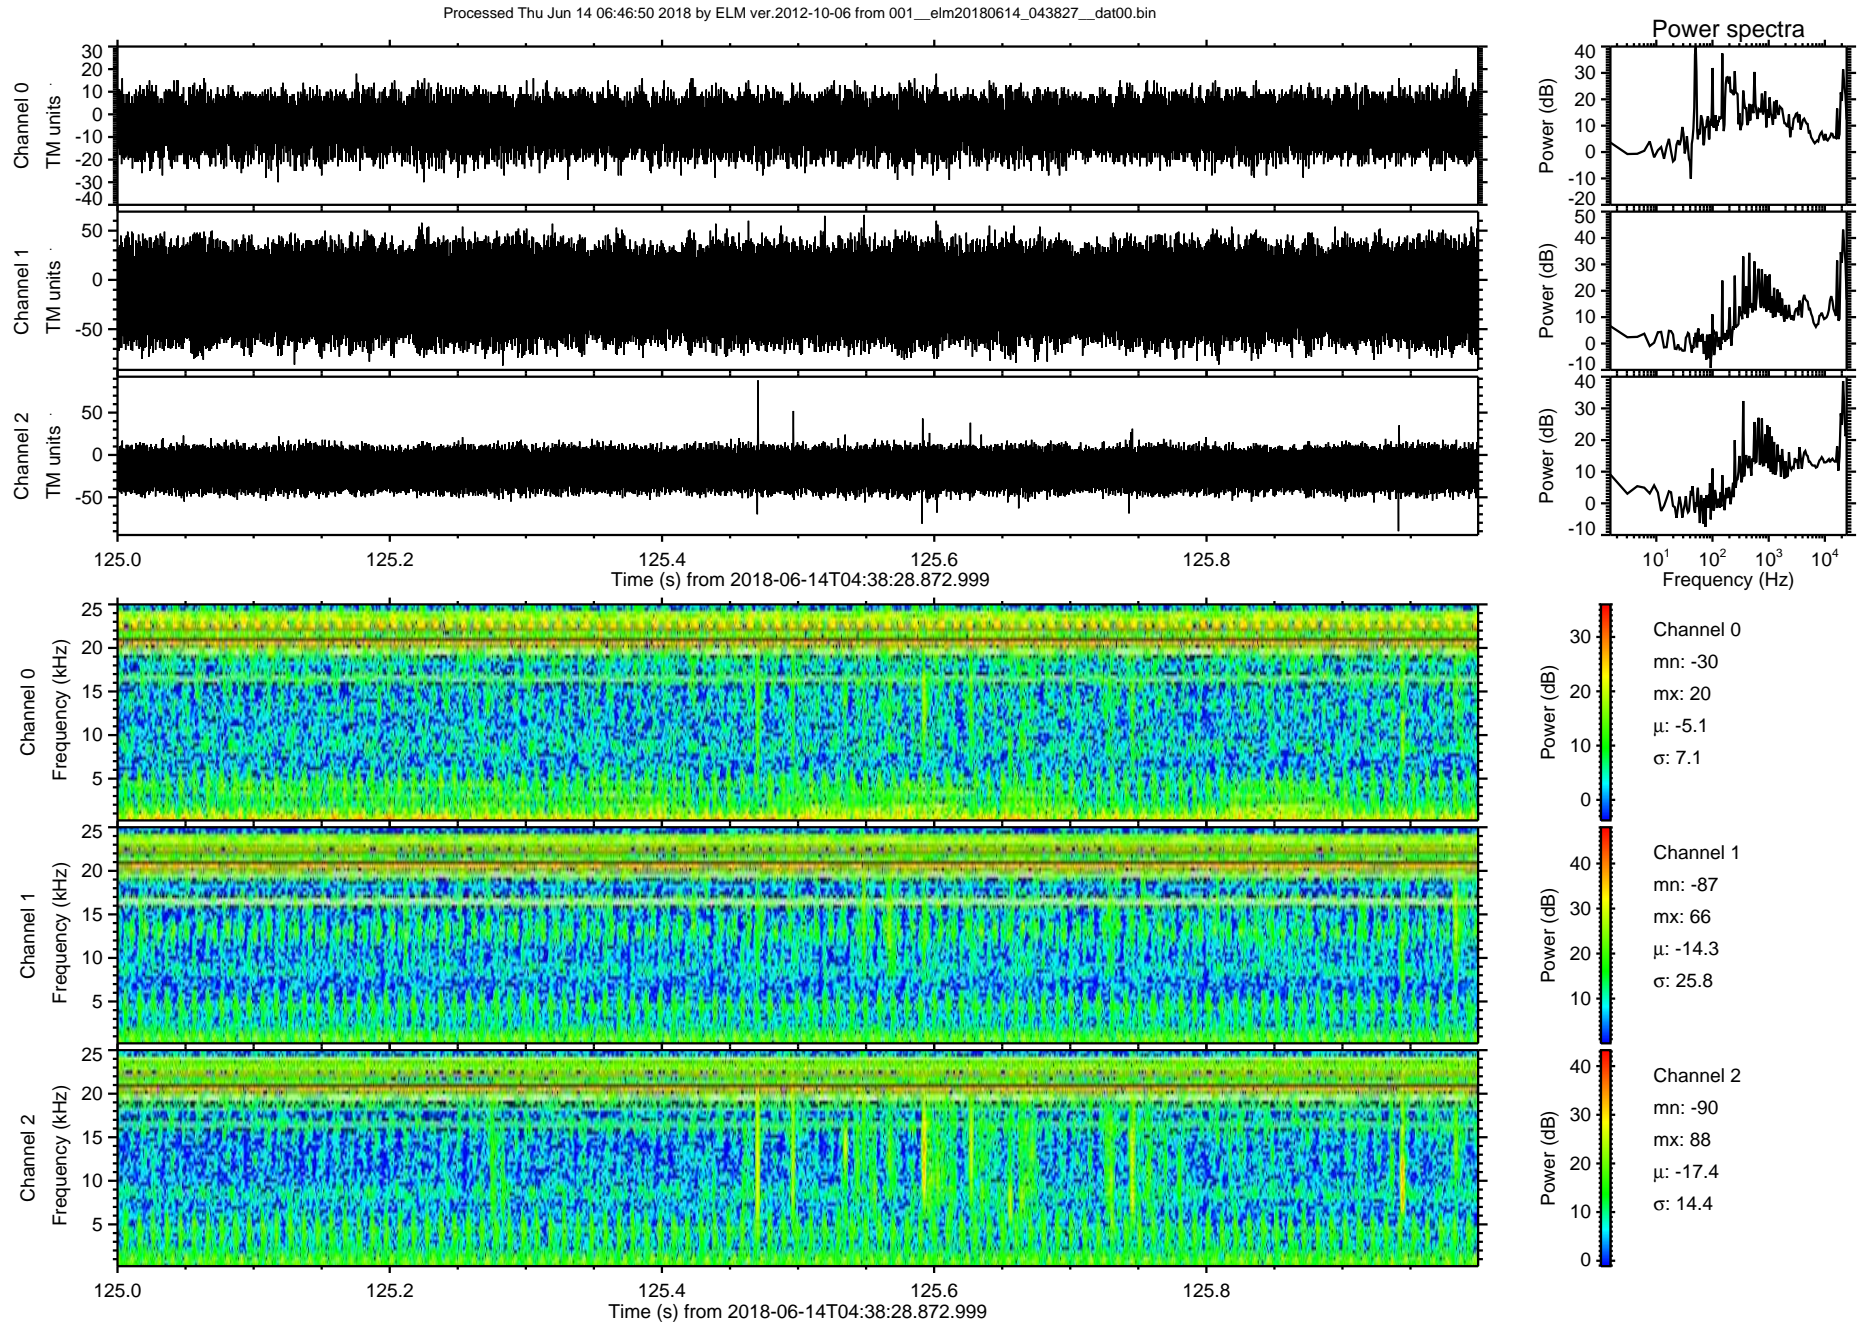 Processed Thu Jun 14 06:46:50 2018 by ELM ver.2012-10-06 from 001__elm20180614_043827__dat00.bin
Power spectra
Channel 0
TM units
30
20
10
0
-10
-20
-30
-40
Power (dB)
40
30
20
10
0
-10
-20
Channel 1
TM units
50
0
-50
Power (dB)
50
40
30
20
10
0
-10
Channel 2
TM units
50
0
-50
Power (dB)
40
30
20
10
0
-10
125.0 125.2 125.4 125.6 125.8
Time (s) from 2018-06-14T04:38:28.872.999
10^1 10^2 10^3 10^4
Frequency (Hz)
Channel 0
Frequency (kHz)
25
20
15
10
5
Power (dB)
30
20
10
0
Channel 0
mn: -30
mx: 20
μ: -5.1
σ: 7.1
Channel 1
Frequency (kHz)
25
20
15
10
5
Power (dB)
40
30
20
10
Channel 1
mn: -87
mx: 66
μ: -14.3
σ: 25.8
Channel 2
Frequency (kHz)
25
20
15
10
5
Power (dB)
40
30
20
10
0
Channel 2
mn: -90
mx: 88
μ: -17.4
σ: 14.4
125.0 125.2 125.4 125.6 125.8
Time (s) from 2018-06-14T04:38:28.872.999